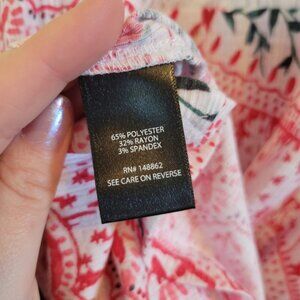 65% POLYESTER
32% RAYON
3% SPANDEX
RN# 148862
SEE CARE ON REVERSE